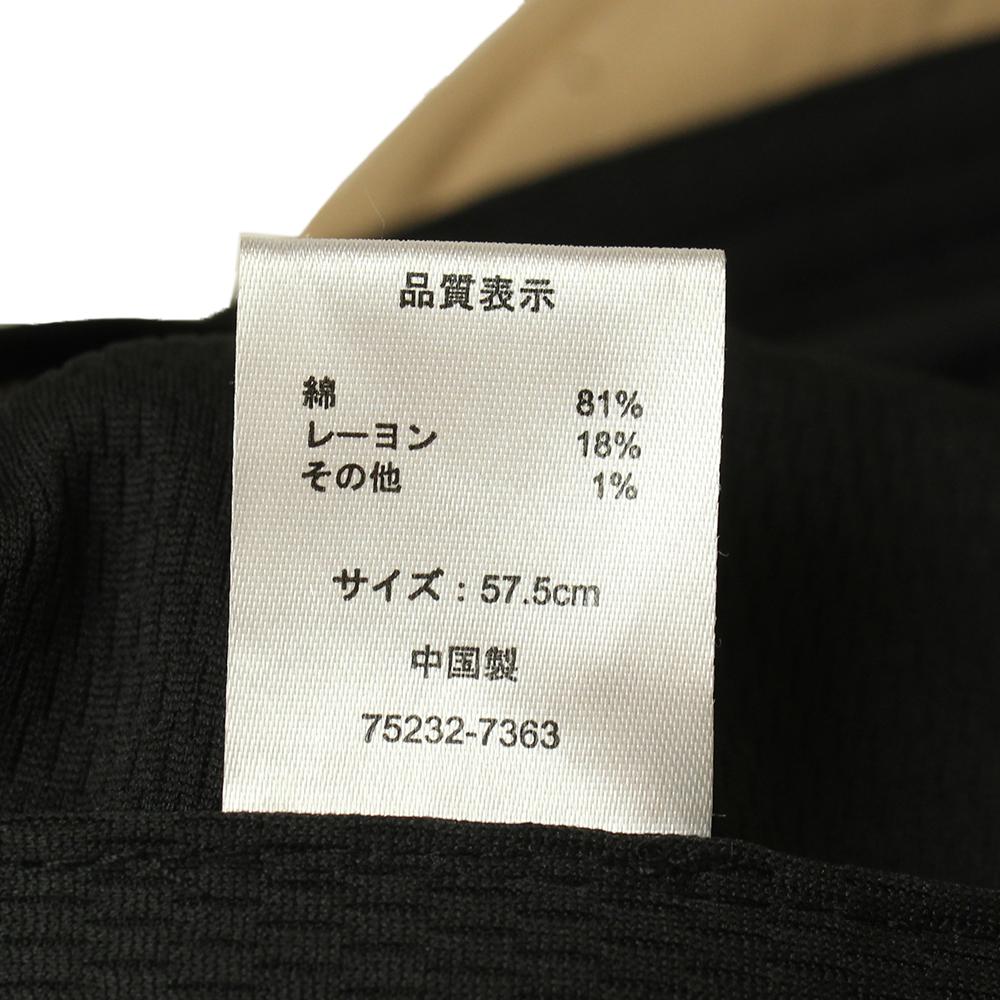 品質表示
綿 81%
レーヨン 18%
その他 1%
サイズ：57.5cm
中国製
75232-7363